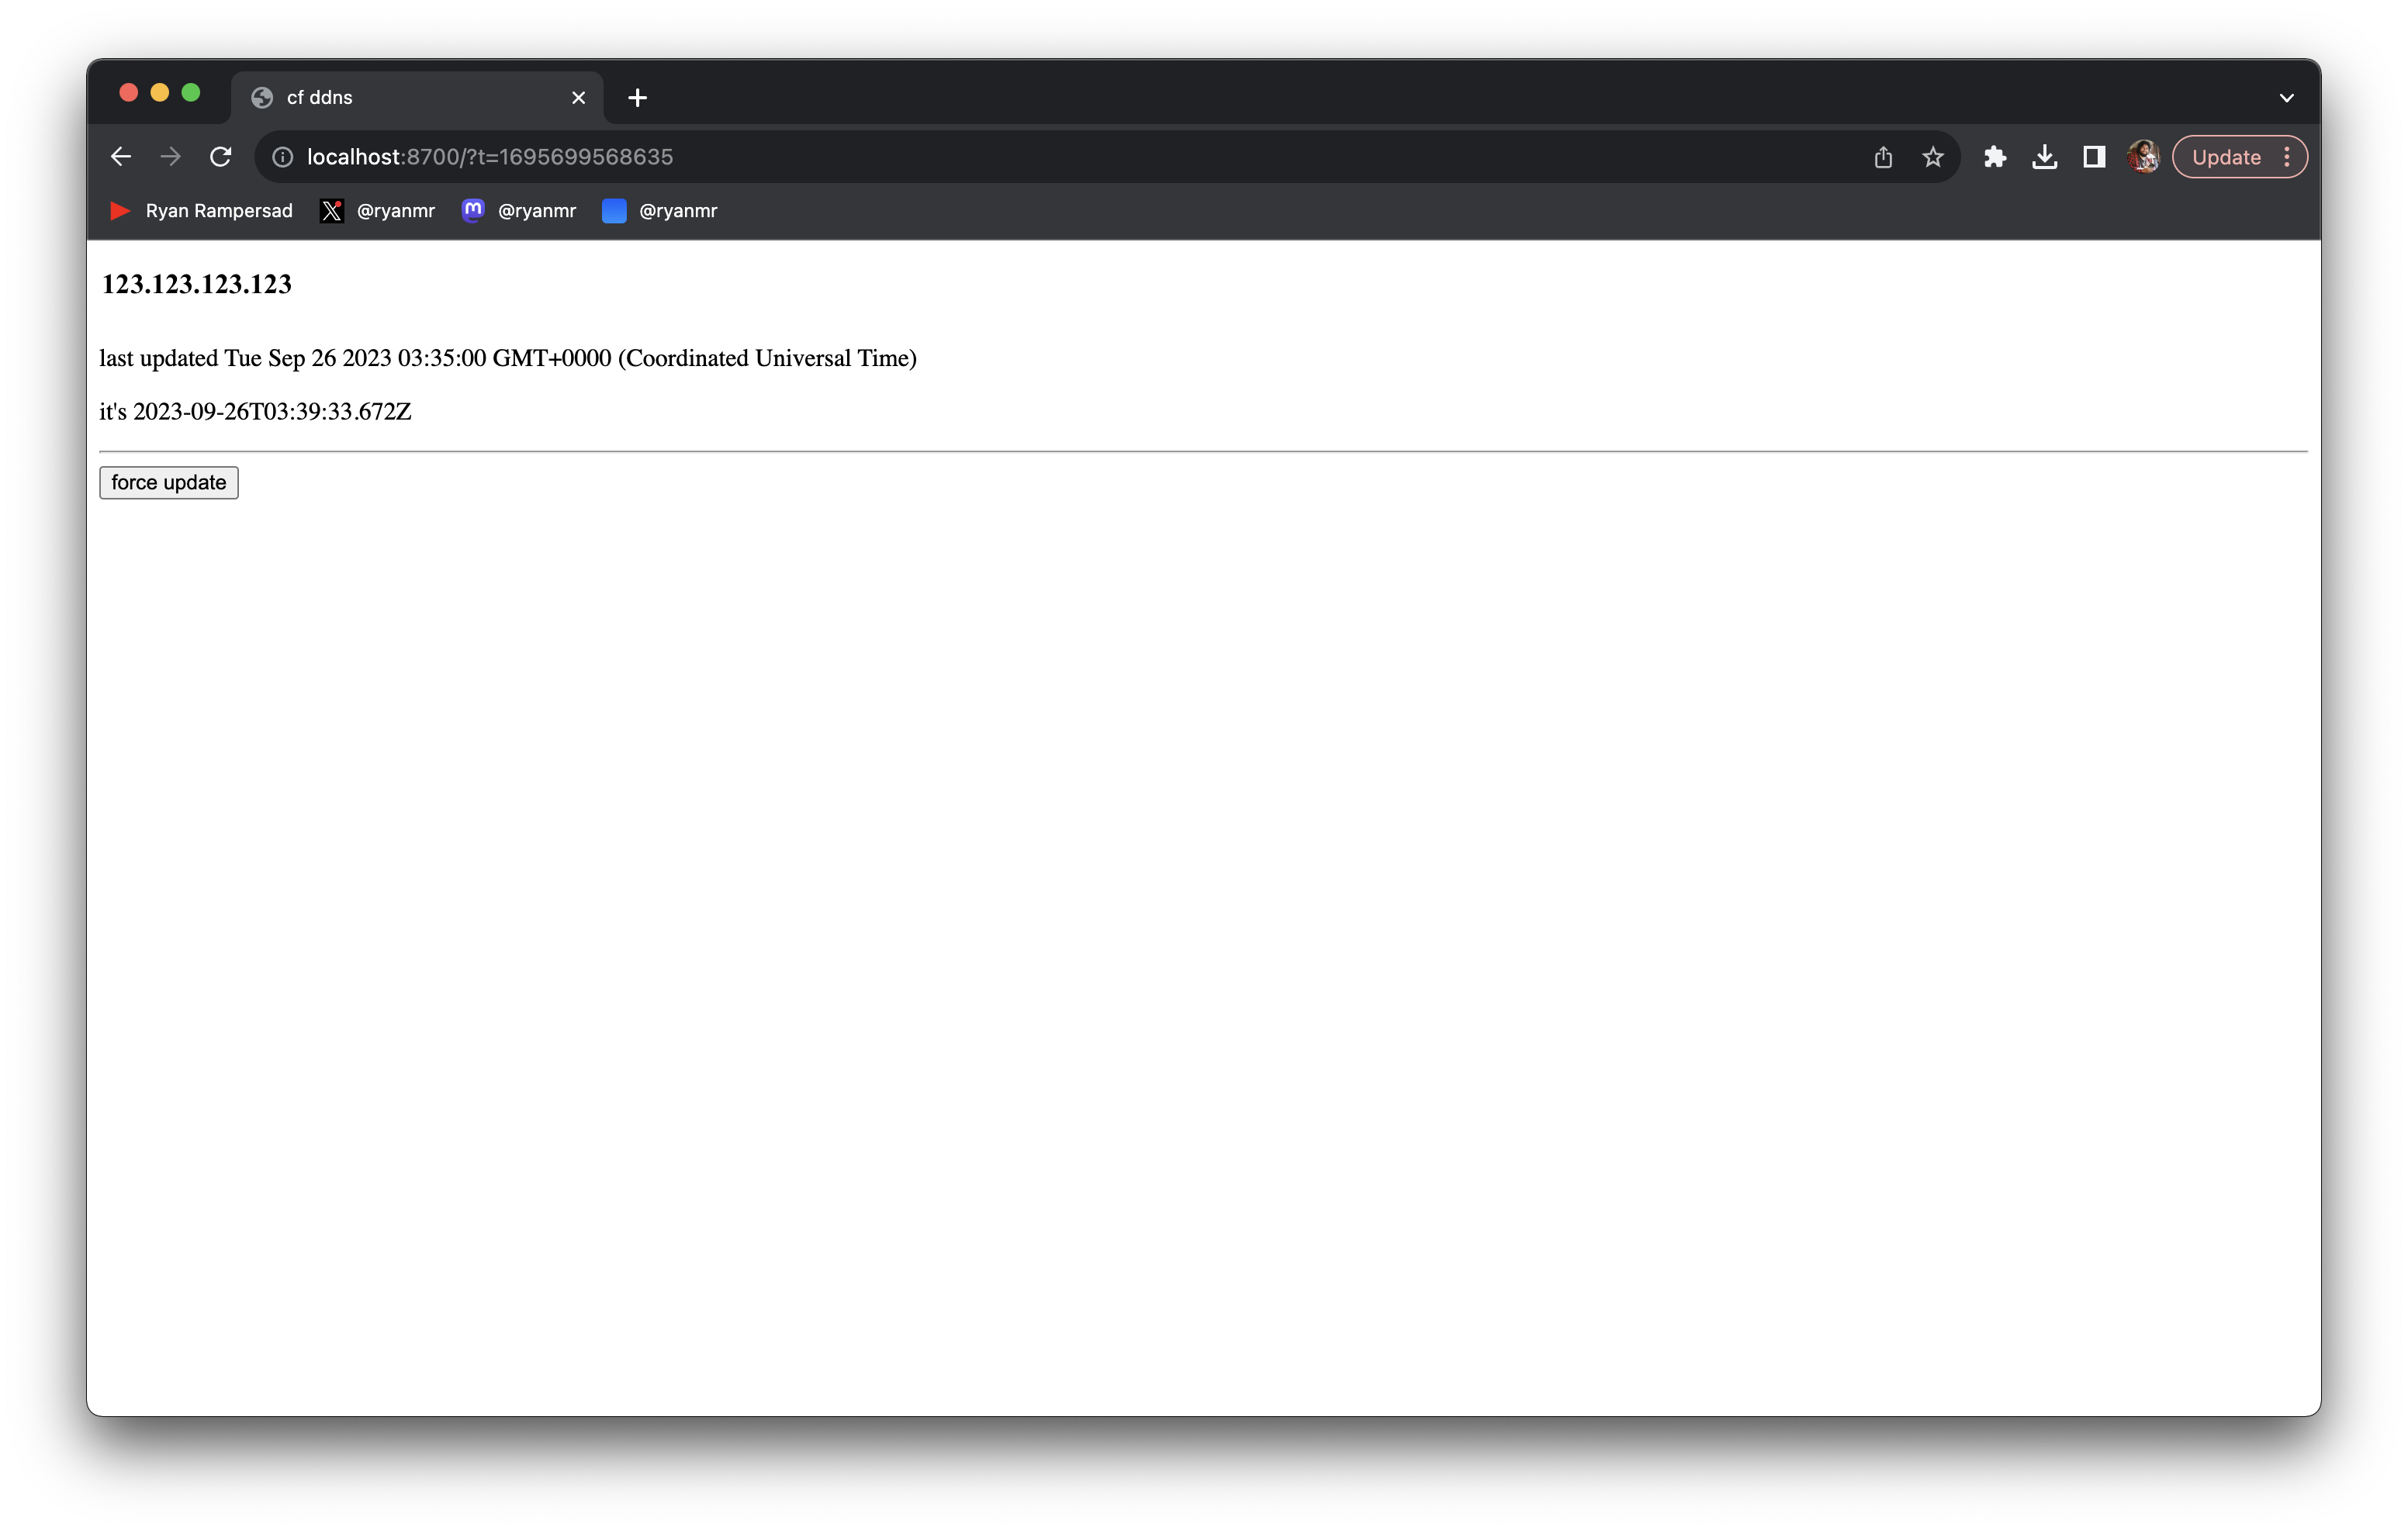 cf ddns
localhost:8700/?t=1695699568635
Update
Ryan Rampersad @ryanmr @ryanmr @ryanmr
123.123.123.123
last updated Tue Sep 26 2023 03:35:00 GMT+0000 (Coordinated Universal Time)
it's 2023-09-26T03:39:33.672Z
force update